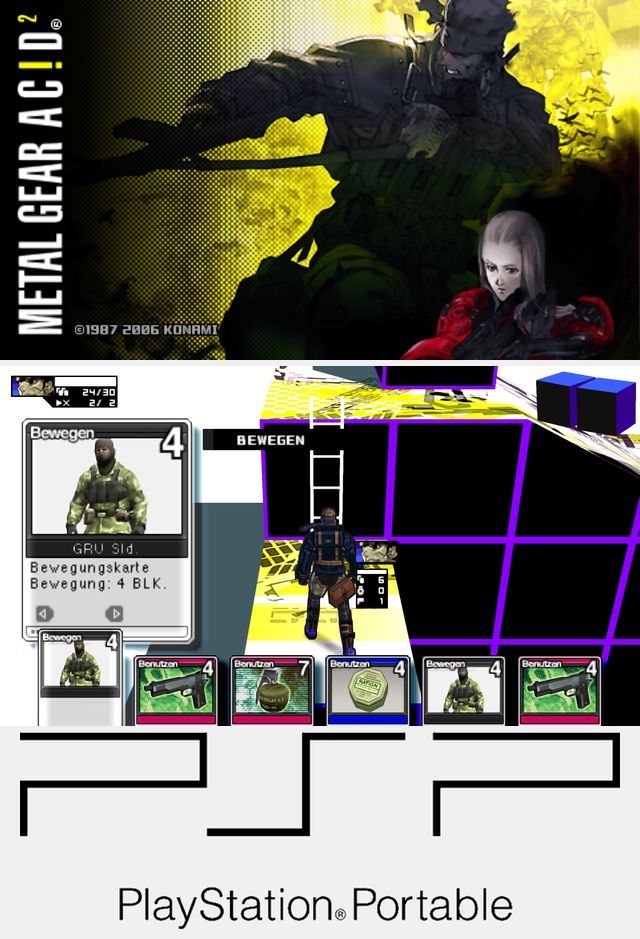 METAL GEAR AC!D²®
©1987 2006 KONAMI
24/30
2/ 2
Bewegen
4
BEWEGEN
GRU Sld.
Bewegungskarte
Bewegung: 4 BLK.
6
0
1
Bewegen 4
Benutzen 4
Benutzen 7
Benutzen 4
Bewegen 4
Benutzen 4
PSP
PlayStation®Portable